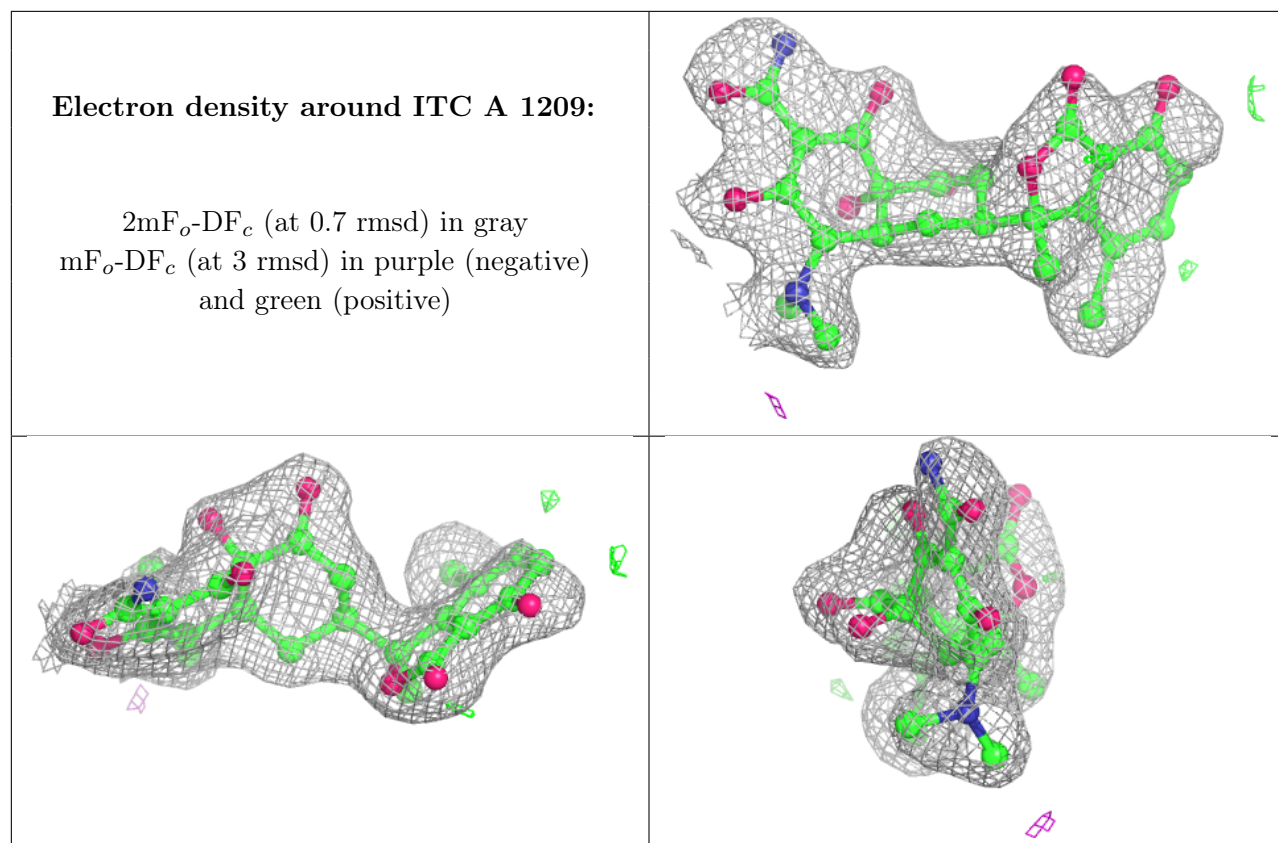 Electron density around ITC A 1209:
2mFₒ-DF𝒸 (at 0.7 rmsd) in gray
mFₒ-DF𝒸 (at 3 rmsd) in purple (negative)
and green (positive)